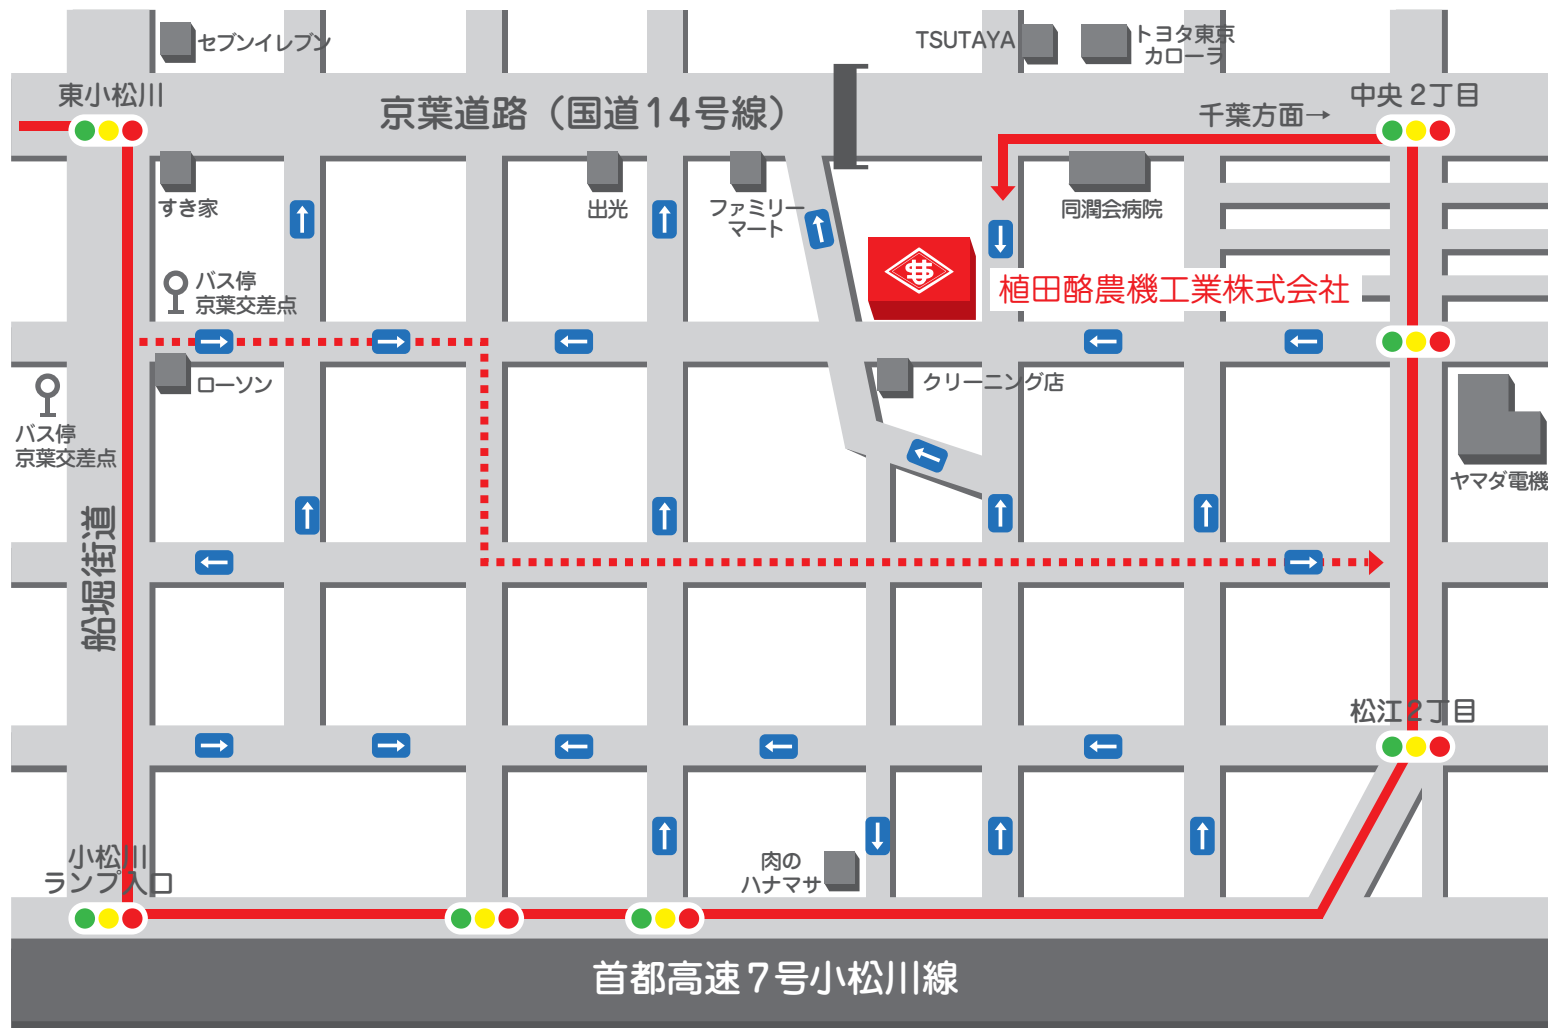 セブンイレブン
TSUTAYA
トヨタ東京
カローラ
東小松川
京葉道路（国道14号線）
千葉方面→
中央2丁目
すき家
出光
ファミリー
マート
同潤会病院
バス停
京葉交差点
植田酪農機工業株式会社
ローソン
クリーニング店
バス停
京葉交差点
ヤマダ電機
船堀街道
松江2丁目
小松川
ランプ入口
肉の
ハナマサ
首都高速7号小松川線